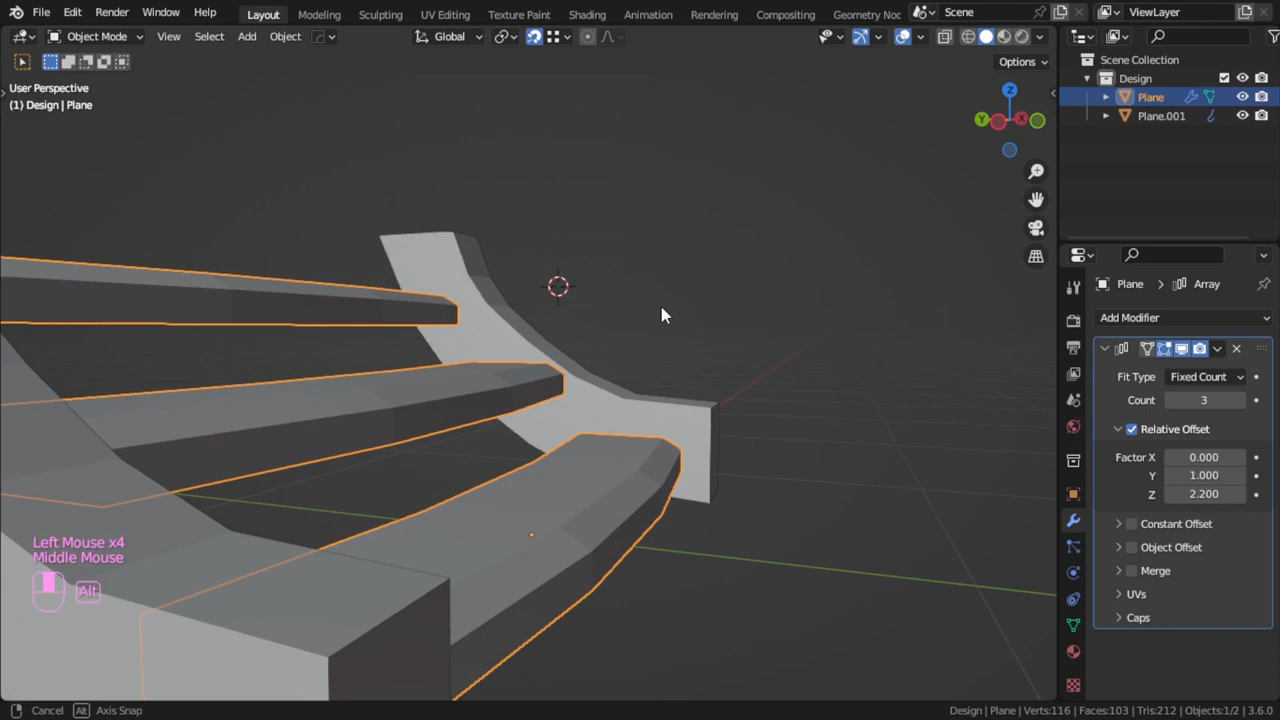 File Edit Render Window Help Layout Modeling Sculpting UV Editing Texture Paint Shading Animation Rendering Compositing Geometry Noc Scene ViewLayer
Object Mode View Select Add Object Global
Options
User Perspective
(1) Design | Plane
Scene Collection
Design
Plane
Plane.001
Z
Y
X
Plane > Array
Add Modifier
Fit Type Fixed Count
Count 3
Relative Offset
Factor X 0.000
Y 1.000
Z 2.200
Constant Offset
Object Offset
Merge
UVs
Caps
Left Mouse x4
Middle Mouse
Alt
Cancel Alt Axis Snap
Design | Plane | Verts:116 | Faces:103 | Tris:212 | Objects:1/2 | 3.6.0